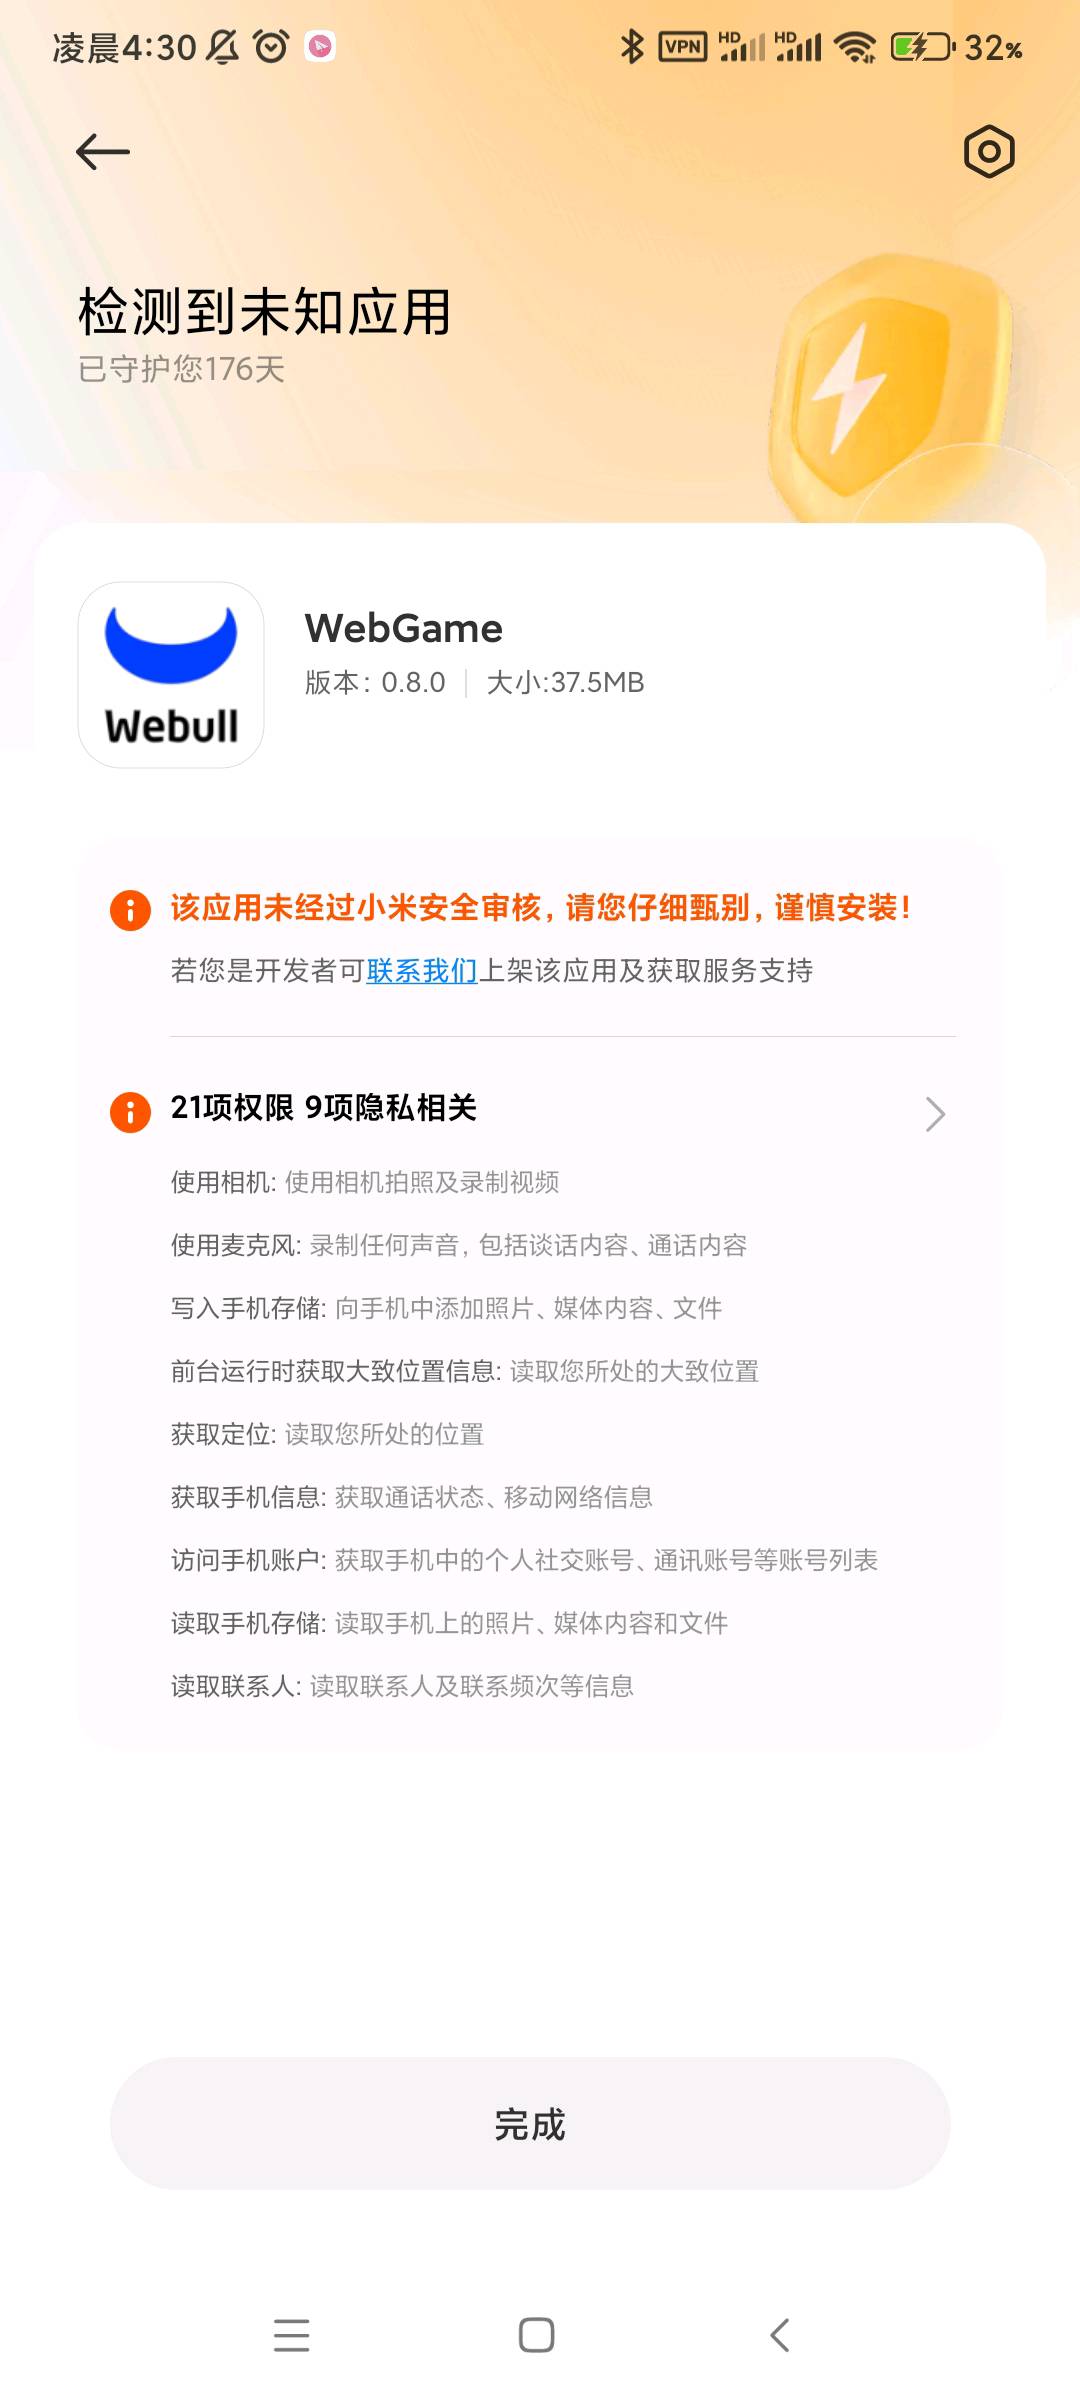 凌晨4:30 VPN HD HD 32%
检测到未知应用
已守护您176天
Webull
WebGame
版本: 0.8.0 | 大小:37.5MB
该应用未经过小米安全审核, 请您仔细甄别, 谨慎安装!
若您是开发者可联系我们上架该应用及获取服务支持
21项权限 9项隐私相关
使用相机: 使用相机拍照及录制视频
使用麦克风: 录制任何声音, 包括谈话内容、通话内容
写入手机存储: 向手机中添加照片、媒体内容、文件
前台运行时获取大致位置信息: 读取您所处的大致位置
获取定位: 读取您所处的位置
获取手机信息: 获取通话状态、移动网络信息
访问手机账户: 获取手机中的个人社交账号、通讯账号等账号列表
读取手机存储: 读取手机上的照片、媒体内容和文件
读取联系人: 读取联系人及联系频次等信息
完成